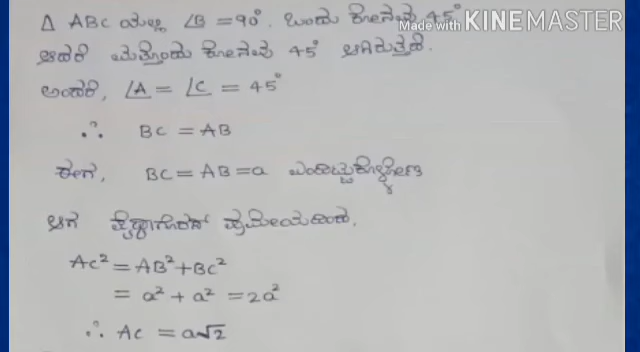 Made with KINEMASTER
Δ ABC ಯಲ್ಲಿ ∠B = 90°. ಒಂದು ಕೋನವು 45°
ಆದರೆ ಮತ್ತೊಂದು ಕೋನವು 45° ಆಗಿರುತ್ತದೆ.
ಅಂದರೆ, ∠A = ∠C = 45°
∴ BC = AB
ಈಗ, BC = AB = a ಎಂದಿಟ್ಟುಕೊಳ್ಳೋಣ
ಆಗ ಪೈಥಾಗೊರಸ್ ಪ್ರಮೇಯದಿಂದ,
AC² = AB² + BC²
= a² + a² = 2a²
∴ AC = a√2